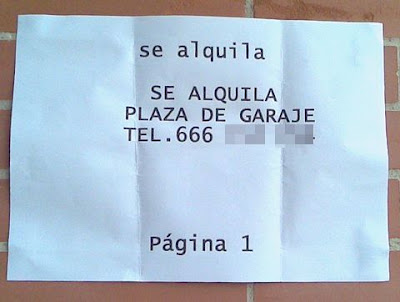 se alquila
SE ALQUILA
PLAZA DE GARAJE
TEL.666
Página 1